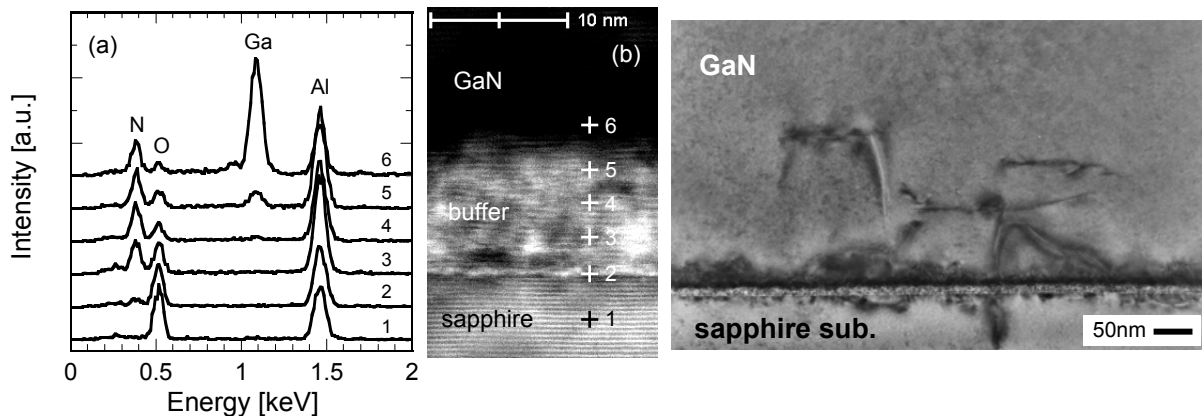 (a)
Ga
Al
N
O
6
5
4
3
2
1
Intensity [a.u.]
0
0.5
1
1.5
2
Energy [keV]
10 nm
(b)
GaN
6
5
buffer
4
3
2
sapphire
1
GaN
sapphire sub.
50nm